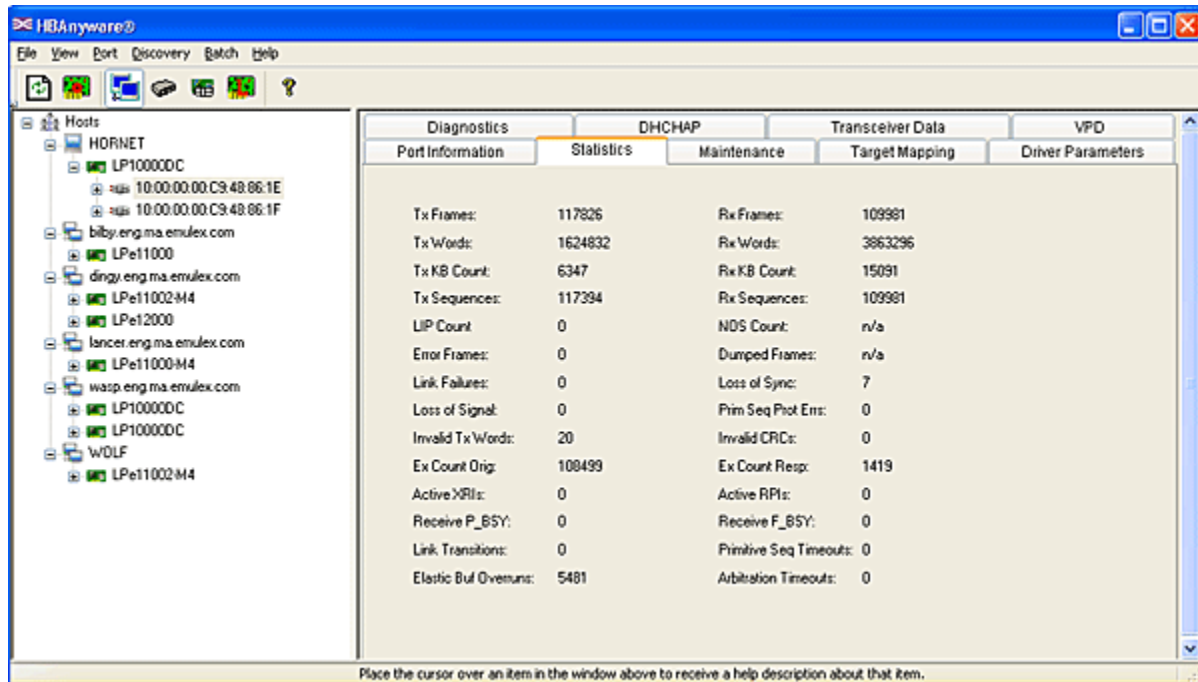 HBAnyware®
File View Port Discovery Batch Help
Hosts
HORNET
LP10000DC
10:00:00:00:C9:48:86:1E
10:00:00:00:C9:48:86:1F
bilby.eng.ma.emulex.com
LPe11000
dingy.eng.ma.emulex.com
LPe11002-M4
LPe12000
lancer.eng.ma.emulex.com
LPe11000-M4
wasp.eng.ma.emulex.com
LP10000DC
LP10000DC
WOLF
LPe11002-M4
Diagnostics DHCHAP Transceiver Data VPD
Port Information Statistics Maintenance Target Mapping Driver Parameters
Tx Frames: 117826 Rx Frames: 109981
Tx Words: 1624832 Rx Words: 3863296
Tx KB Count: 6347 Rx KB Count: 15091
Tx Sequences: 117394 Rx Sequences: 109981
LIP Count 0 NOS Count: n/a
Error Frames: 0 Dumped Frames: n/a
Link Failures: 0 Loss of Sync: 7
Loss of Signal: 0 Prim Seq Prot Errs: 0
Invalid Tx Words: 20 Invalid CRCs: 0
Ex Count Orig: 108499 Ex Count Resp: 1419
Active XRIs: 0 Active RPIs: 0
Receive P_BSY: 0 Receive F_BSY: 0
Link Transitions: 0 Primitive Seq Timeouts: 0
Elastic Buf Overruns: 5481 Arbitration Timeouts: 0
Place the cursor over an item in the window above to receive a help description about that item.